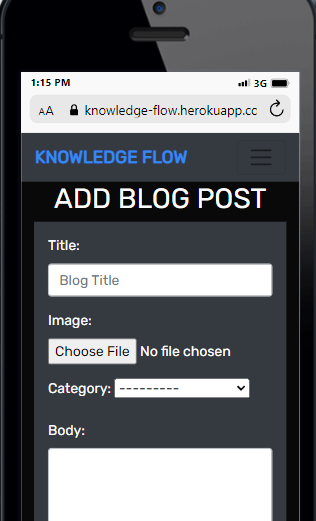 1:15 PM 3G
AA knowledge-flow.herokuapp.cc
KNOWLEDGE FLOW
ADD BLOG POST
Title:
Blog Title
Image:
Choose File No file chosen
Category: ---------
Body: